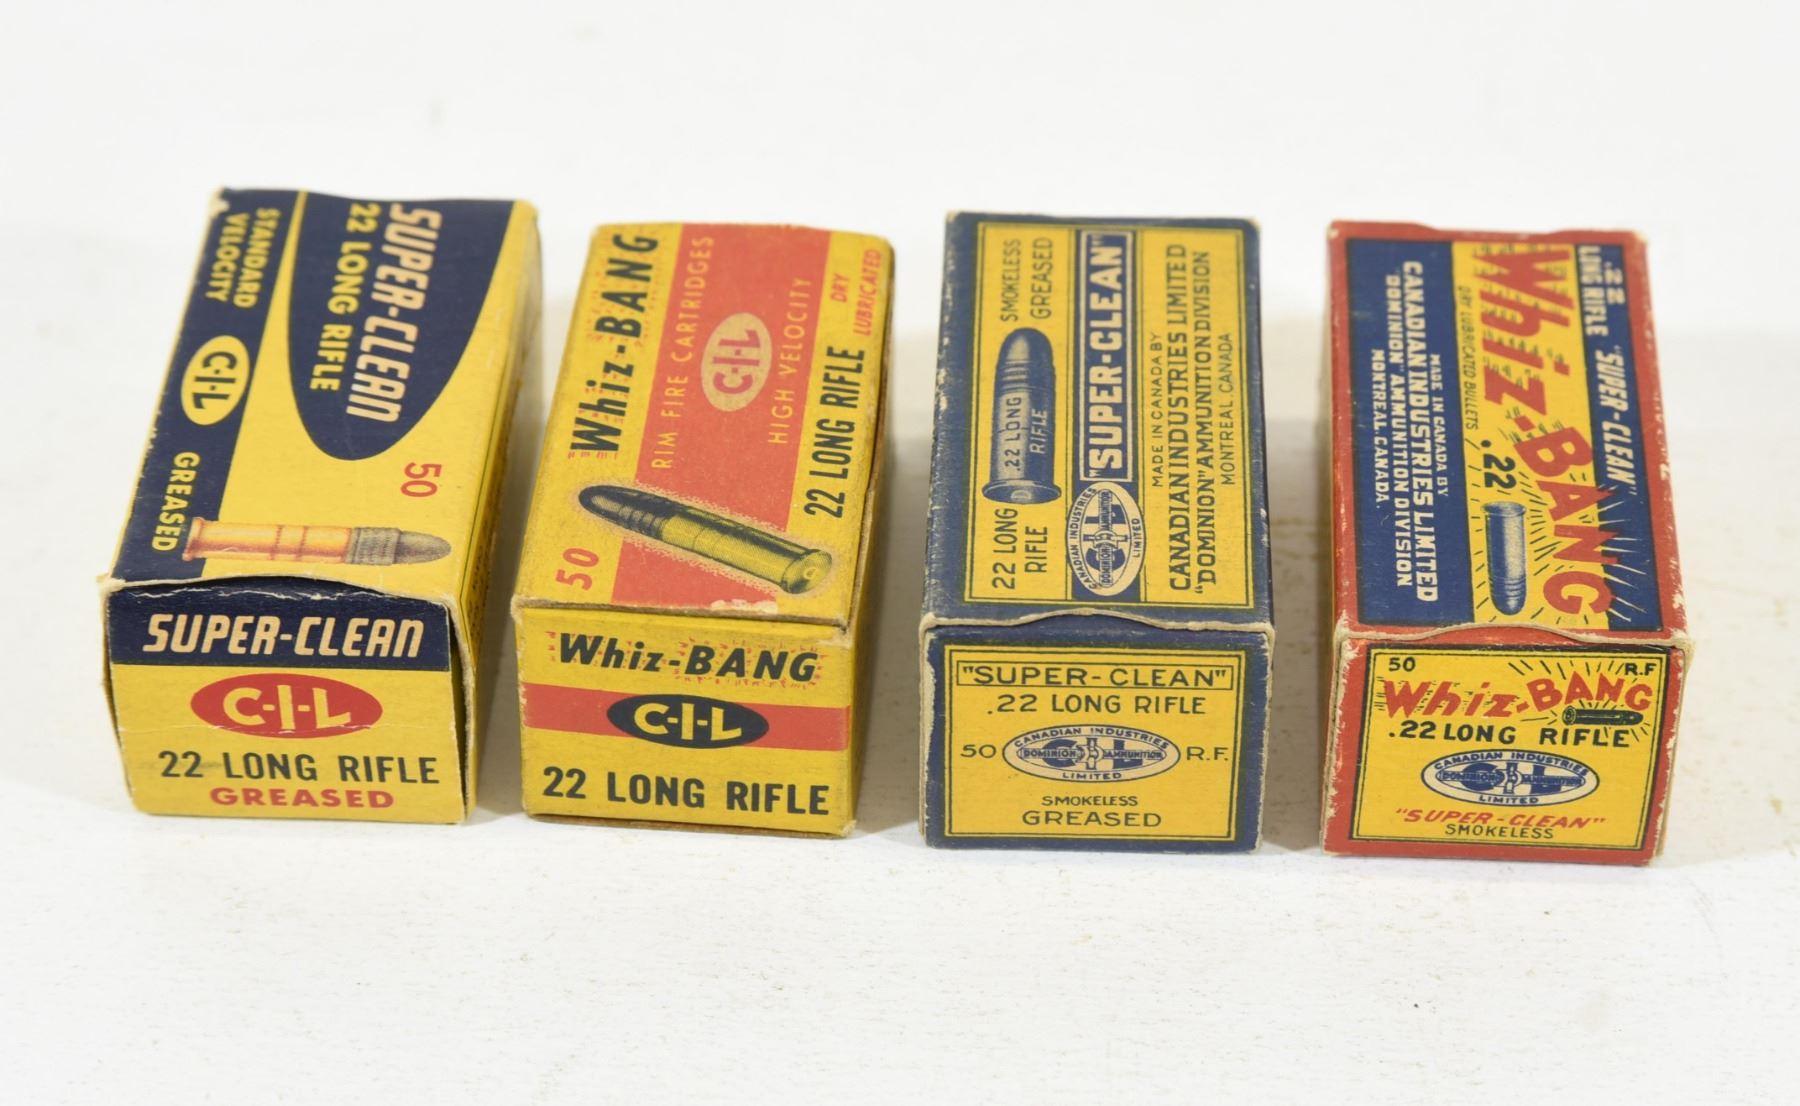 SUPER-CLEAN
22 LONG RIFLE
STANDARD
VELOCITY
C-I-L
GREASED
50
SUPER-CLEAN
C-I-L
22 LONG RIFLE
GREASED
Whiz-BANG
RIM FIRE CARTRIDGES
C-I-L
HIGH VELOCITY
22 LONG RIFLE
DRY
LUBRICATED
50
Whiz-BANG
C-I-L
22 LONG RIFLE
SMOKELESS
GREASED
.22 LONG
RIFLE
22 LONG
RIFLE
"SUPER-CLEAN"
CANADIAN INDUSTRIES
DOMINION AMMUNITION
LIMITED
MADE IN CANADA BY
CANADIAN INDUSTRIES LIMITED
"DOMINION" AMMUNITION DIVISION
MONTREAL, CANADA
"SUPER-CLEAN"
.22 LONG RIFLE
50
CANADIAN INDUSTRIES
DOMINION AMMUNITION
LIMITED
R.F.
SMOKELESS
GREASED
.22
LONG RIFLE "SUPER-CLEAN"
Whiz-BANG
DRY LUBRICATED BULLETS
.22
MADE IN CANADA BY
CANADIAN INDUSTRIES LIMITED
"DOMINION" AMMUNITION DIVISION
MONTREAL, CANADA.
50
R.F
Whiz-BANG
.22 LONG RIFLE
CANADIAN INDUSTRIES
DOMINION AMMUNITION
LIMITED
"SUPER-CLEAN"
SMOKELESS